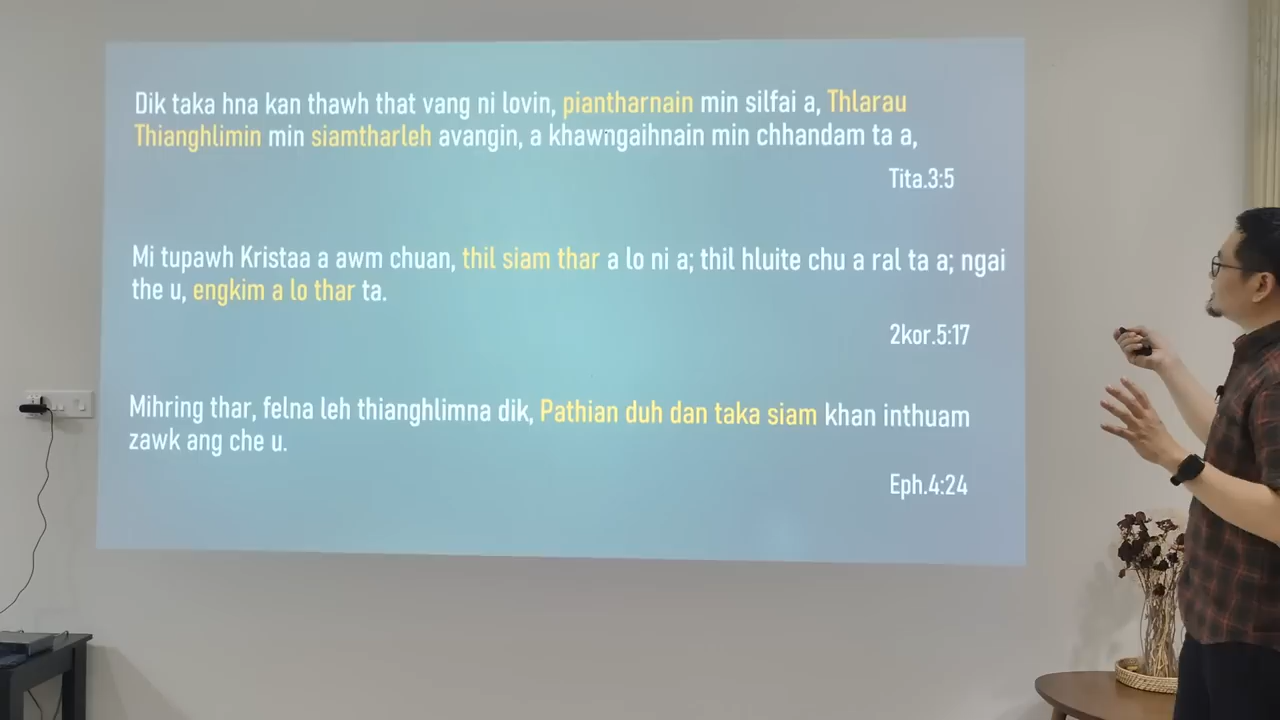 Dik taka hna kan thawh that vang ni lovin, piantharnain min silfai a, Thlarau
Thianghlimin min siamtharleh avangin, a khawngaihnain min chhandam ta a,
Tita.3:5
Mi tupawh Kristaa a awm chuan, thil siam thar a lo ni a; thil hluite chu a ral ta a; ngai
the u, engkim a lo thar ta.
2kor.5:17
Mihring thar, felna leh thianghlimna dik, Pathian duh dan taka siam khan inthuam
zawk ang che u.
Eph.4:24